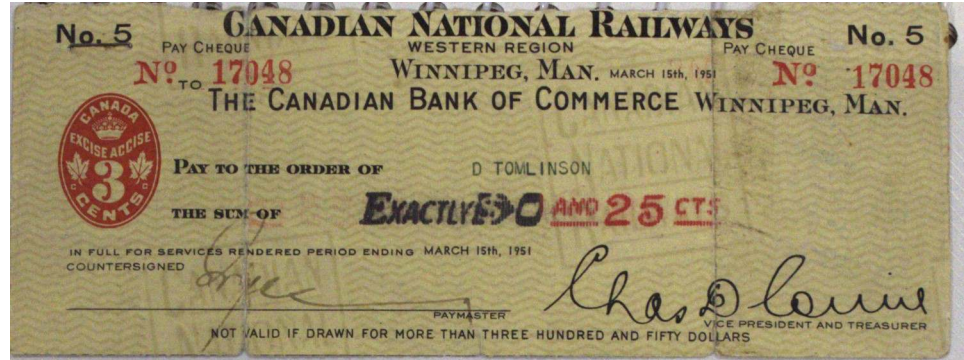 No. 5 CANADIAN NATIONAL RAILWAYS No. 5
PAY CHEQUE WESTERN REGION PAY CHEQUE
Nº 17048 WINNIPEG, MAN. MARCH 15th, 1951 Nº 17048
TO THE CANADIAN BANK OF COMMERCE WINNIPEG, MAN.
CANADA
EXCISE ACCISE
3
CENTS
PAY TO THE ORDER OF D TOMLINSON
THE SUM OF EXACTLY $0 AND 25 CTS
IN FULL FOR SERVICES RENDERED PERIOD ENDING MARCH 15th, 1951
COUNTERSIGNED
PAYMASTER
Chas D
VICE PRESIDENT AND TREASURER
NOT VALID IF DRAWN FOR MORE THAN THREE HUNDRED AND FIFTY DOLLARS